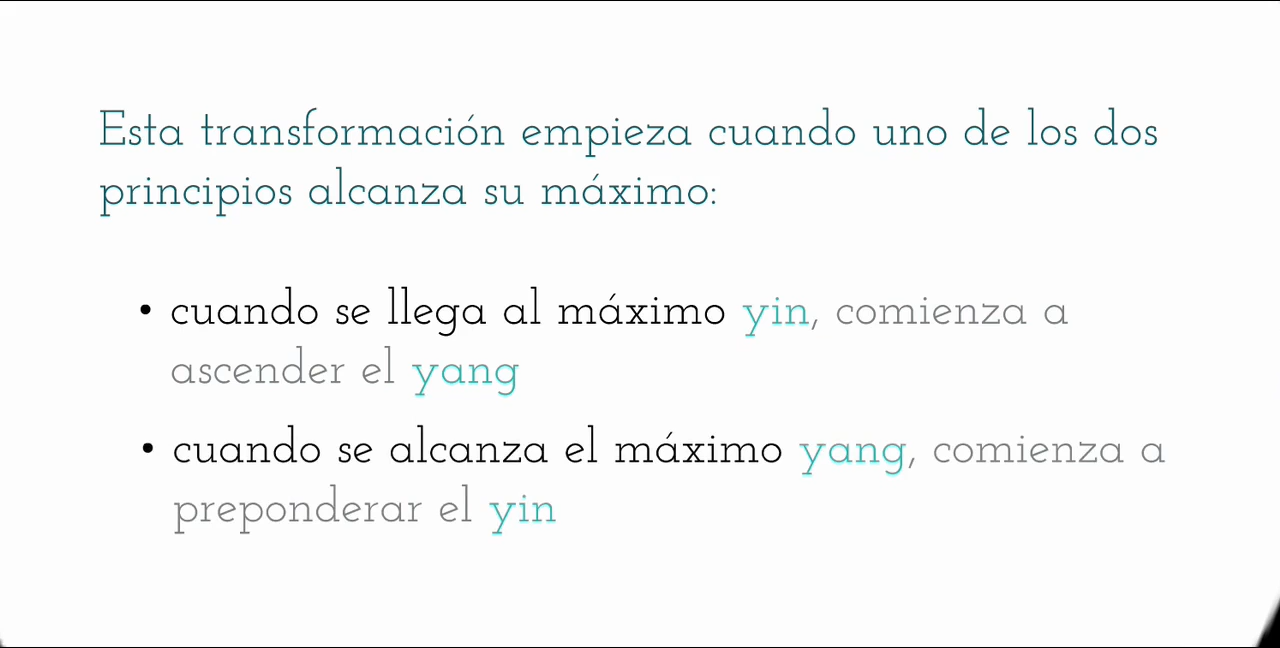 Esta transformación empieza cuando uno de los dos
principios alcanza su máximo:
• cuando se llega al máximo yin, comienza a
ascender el yang
• cuando se alcanza el máximo yang, comienza a
preponderar el yin